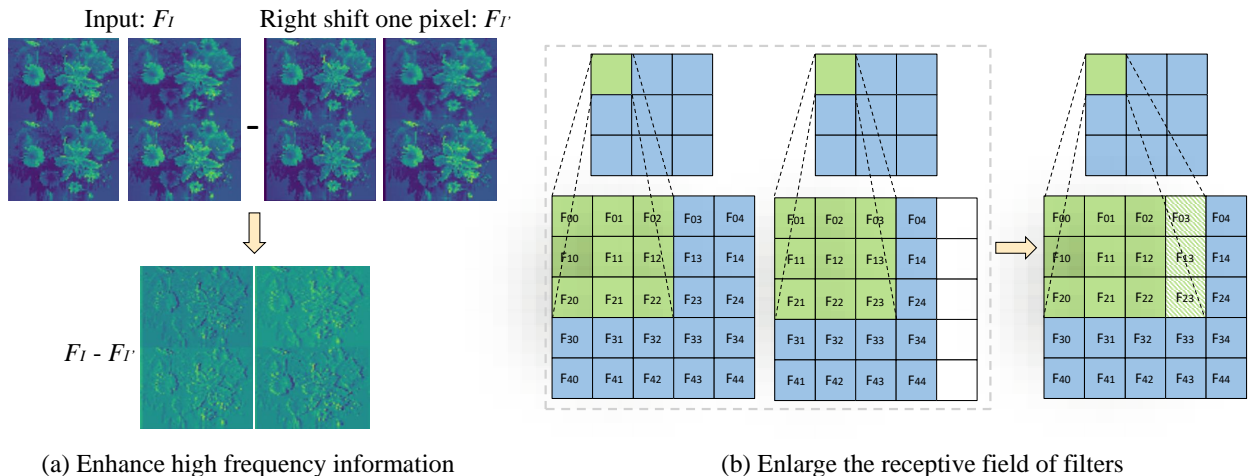 Input: FI
Right shift one pixel: FI'
-
FI - FI'
F00 F01 F02 F03 F04
F10 F11 F12 F13 F14
F20 F21 F22 F23 F24
F30 F31 F32 F33 F34
F40 F41 F42 F43 F44
F01 F02 F03 F04
F11 F12 F13 F14
F21 F22 F23 F24
F31 F32 F33 F34
F41 F42 F43 F44
F00 F01 F02 F03 F04
F10 F11 F12 F13 F14
F20 F21 F22 F23 F24
F30 F31 F32 F33 F34
F40 F41 F42 F43 F44
(a) Enhance high frequency information
(b) Enlarge the receptive field of filters